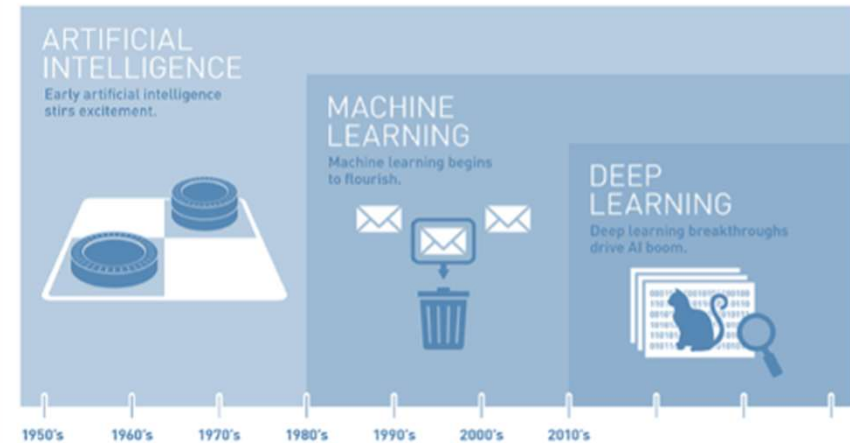 ARTIFICIAL
INTELLIGENCE
Early artificial intelligence
stirs excitement.
MACHINE
LEARNING
Machine learning begins
to flourish.
DEEP
LEARNING
Deep learning breakthroughs
drive AI boom.
1950's 1960's 1970's 1980's 1990's 2000's 2010's